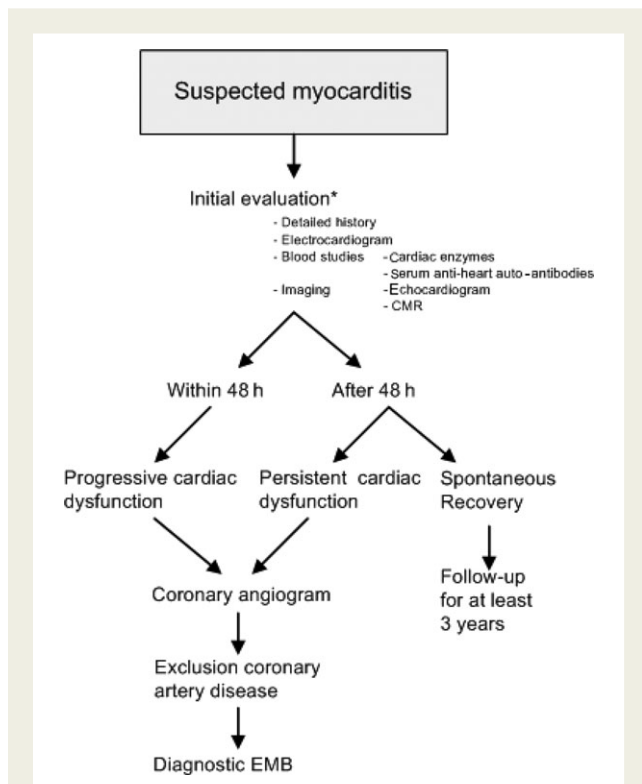 Suspected myocarditis
Initial evaluation*
- Detailed history
- Electrocardiogram
- Blood studies -Cardiac enzymes
-Serum anti-heart auto-antibodies
- Imaging -Echocardiogram
-CMR
Within 48 h After 48 h
Progressive cardiac Persistent cardiac Spontaneous
dysfunction dysfunction Recovery
Coronary angiogram Follow-up
for at least
3 years
Exclusion coronary
artery disease
Diagnostic EMB